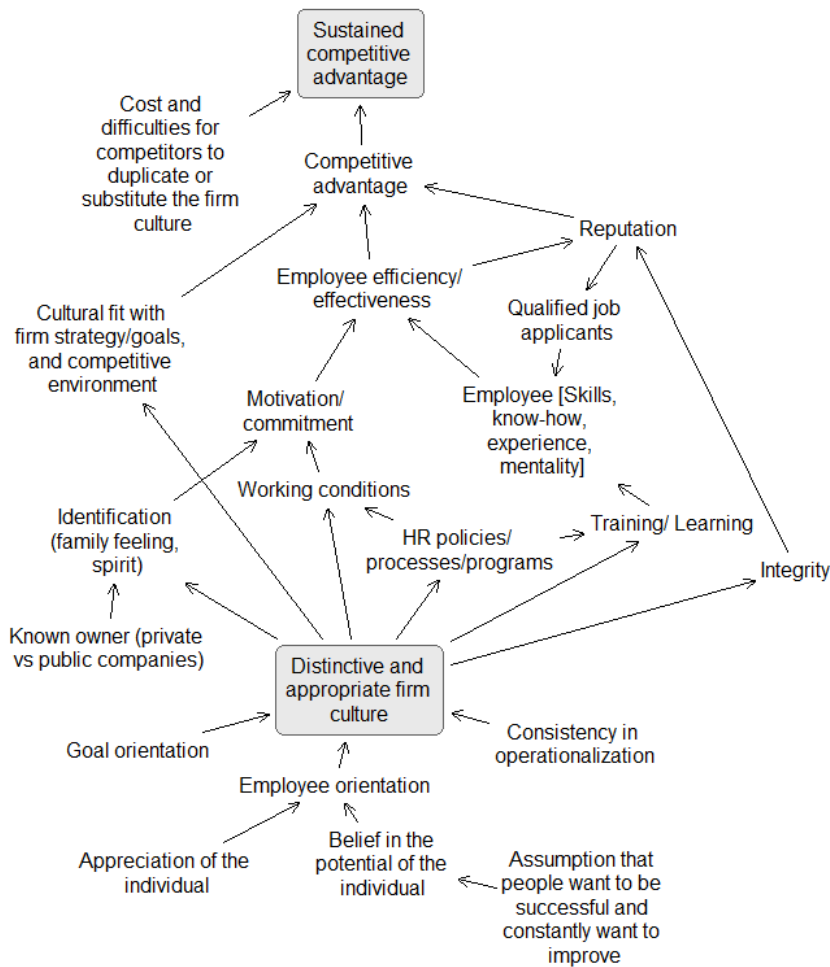 Sustained
competitive
advantage
Cost and
difficulties for
competitors to
duplicate or
substitute the firm
culture
Competitive
advantage
Reputation
Employee efficiency/
effectiveness
Qualified job
applicants
Cultural fit with
firm strategy/goals,
and competitive
environment
Motivation/
commitment
Employee [Skills,
know-how,
experience,
mentality]
Working conditions
Identification
(family feeling,
spirit)
HR policies/
processes/programs
Training/ Learning
Integrity
Known owner (private
vs public companies)
Distinctive and
appropriate firm
culture
Goal orientation
Consistency in
operationalization
Employee orientation
Appreciation of the
individual
Belief in the
potential of the
individual
Assumption that
people want to be
successful and
constantly want to
improve